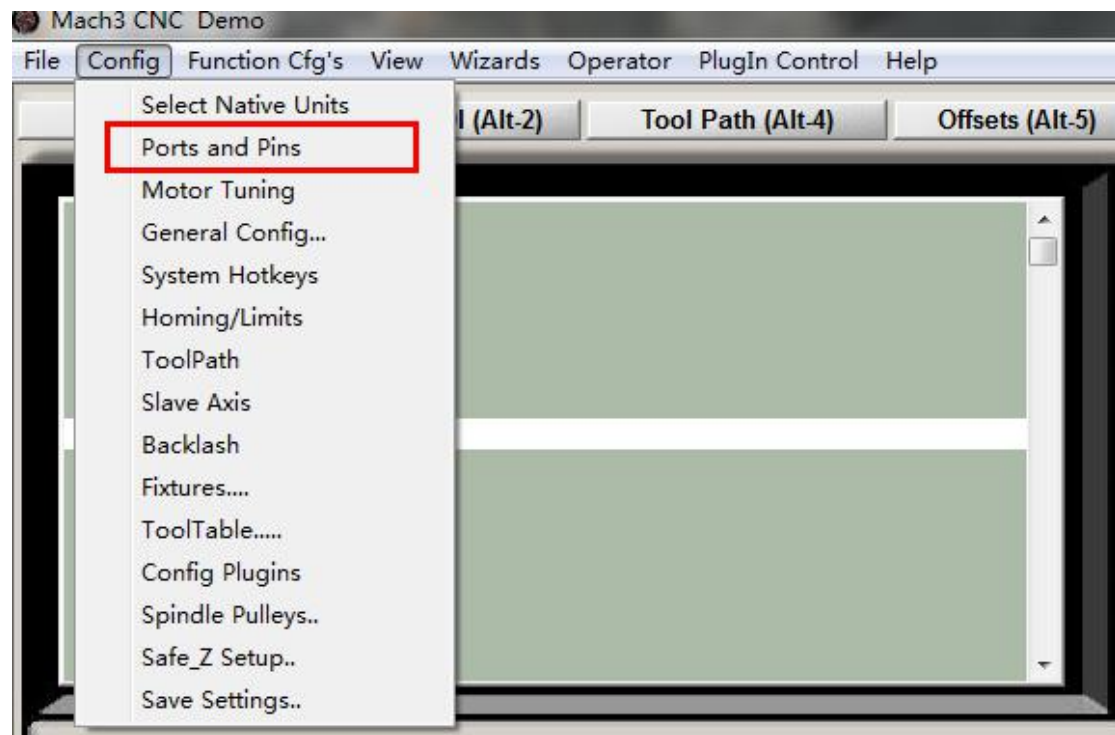 Mach3 CNC Demo
File Config Function Cfg's View Wizards Operator PlugIn Control Help
l (Alt-2) Tool Path (Alt-4) Offsets (Alt-5)
Select Native Units
Ports and Pins
Motor Tuning
General Config...
System Hotkeys
Homing/Limits
ToolPath
Slave Axis
Backlash
Fixtures....
ToolTable.....
Config Plugins
Spindle Pulleys..
Safe_Z Setup..
Save Settings..